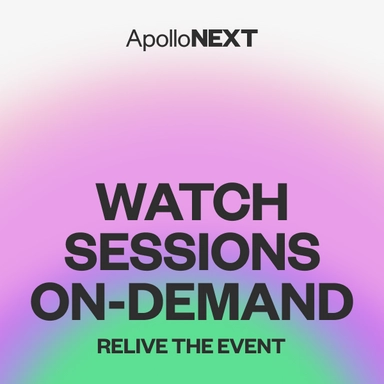 ApolloNEXT
WATCH
SESSIONS
ON-DEMAND
RELIVE THE EVENT